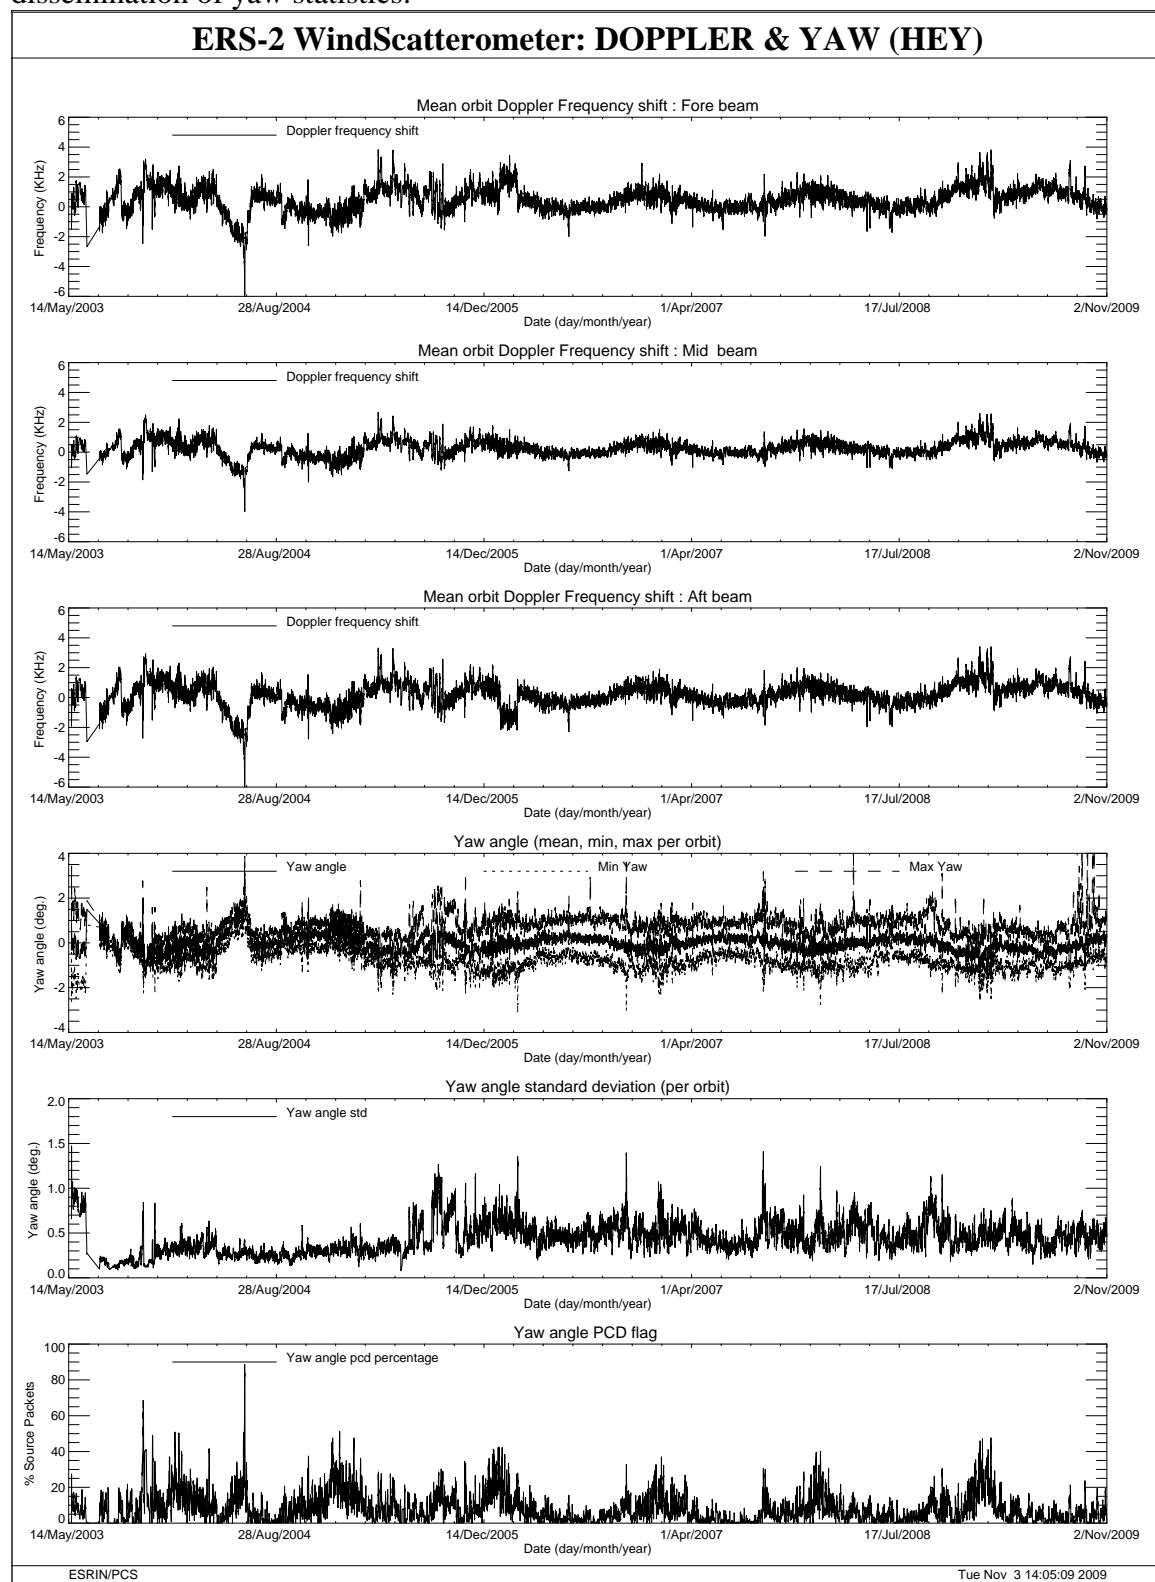 dissemination of yaw statistics.
ERS-2 WindScatterometer: DOPPLER & YAW (HEY)
Mean orbit Doppler Frequency shift : Fore beam
Doppler frequency shift
Frequency (KHz)
6
4
2
0
-2
-4
-6
14/May/2003 28/Aug/2004 14/Dec/2005 1/Apr/2007 17/Jul/2008 2/Nov/2009
Date (day/month/year)
Mean orbit Doppler Frequency shift : Mid beam
Doppler frequency shift
Frequency (KHz)
6
4
2
0
-2
-4
-6
14/May/2003 28/Aug/2004 14/Dec/2005 1/Apr/2007 17/Jul/2008 2/Nov/2009
Date (day/month/year)
Mean orbit Doppler Frequency shift : Aft beam
Doppler frequency shift
Frequency (KHz)
6
4
2
0
-2
-4
-6
14/May/2003 28/Aug/2004 14/Dec/2005 1/Apr/2007 17/Jul/2008 2/Nov/2009
Date (day/month/year)
Yaw angle (mean, min, max per orbit)
Yaw angle Min Yaw Max Yaw
Yaw angle (deg.)
4
2
0
-2
-4
14/May/2003 28/Aug/2004 14/Dec/2005 1/Apr/2007 17/Jul/2008 2/Nov/2009
Date (day/month/year)
Yaw angle standard deviation (per orbit)
Yaw angle std
Yaw angle (deg.)
2.0
1.5
1.0
0.5
0.0
14/May/2003 28/Aug/2004 14/Dec/2005 1/Apr/2007 17/Jul/2008 2/Nov/2009
Date (day/month/year)
Yaw angle PCD flag
Yaw angle pcd percentage
% Source Packets
100
80
60
40
20
0
14/May/2003 28/Aug/2004 14/Dec/2005 1/Apr/2007 17/Jul/2008 2/Nov/2009
Date (day/month/year)
ESRIN/PCS Tue Nov 3 14:05:09 2009